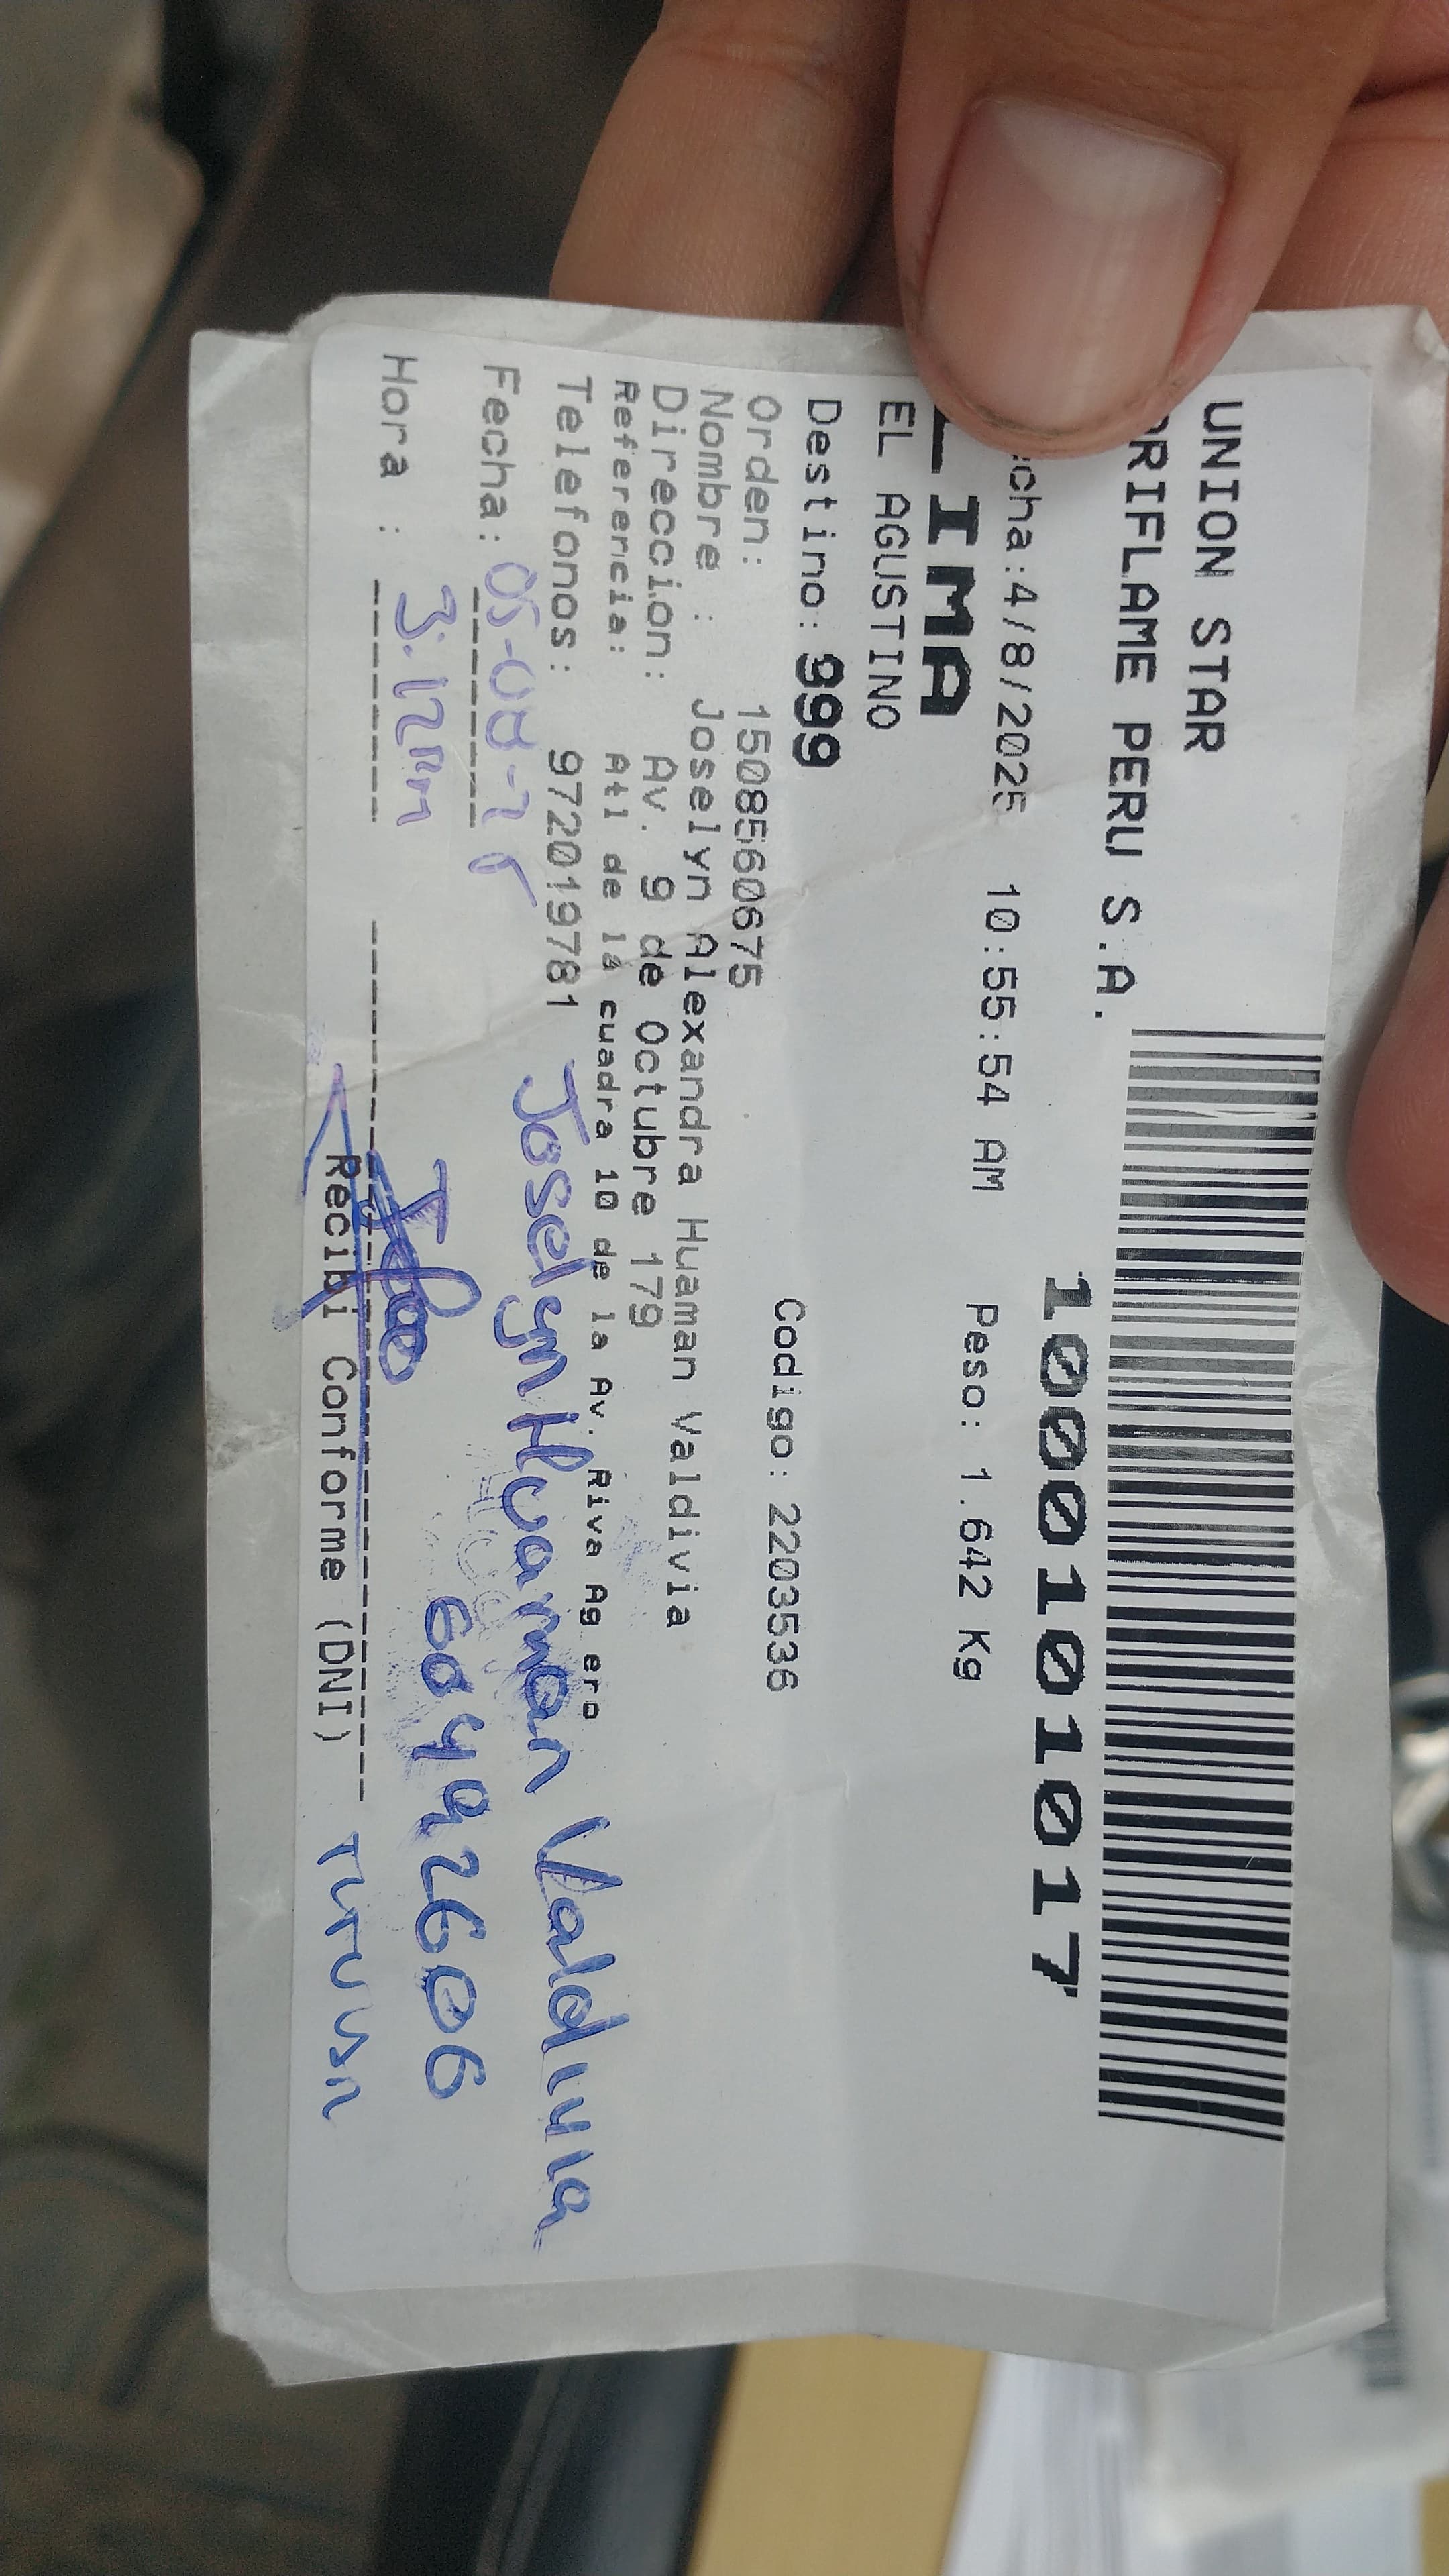 UNION STAR
ORIFLAME PERU S.A.
1000101017
echa:4/8/2025 10:55:54 AM Peso: 1.642 Kg
LIMA
EL AGUSTINO
Destino: 999 Codigo: 2203536
Orden: 1508560675
Nombre : Joselyn Alexandra Huaman Valdivia
Direccion: Av. 9 de Octubre 179
Referencia: Atl de la cuadra 10 de la Av. Riva Ag ero
Telefonos: 972019781
Joselyn Huaman Valdivia
Fecha: 05-08-25
60492606
Hora : 3:12pm
Recibi Conforme (DNI) TITULAR